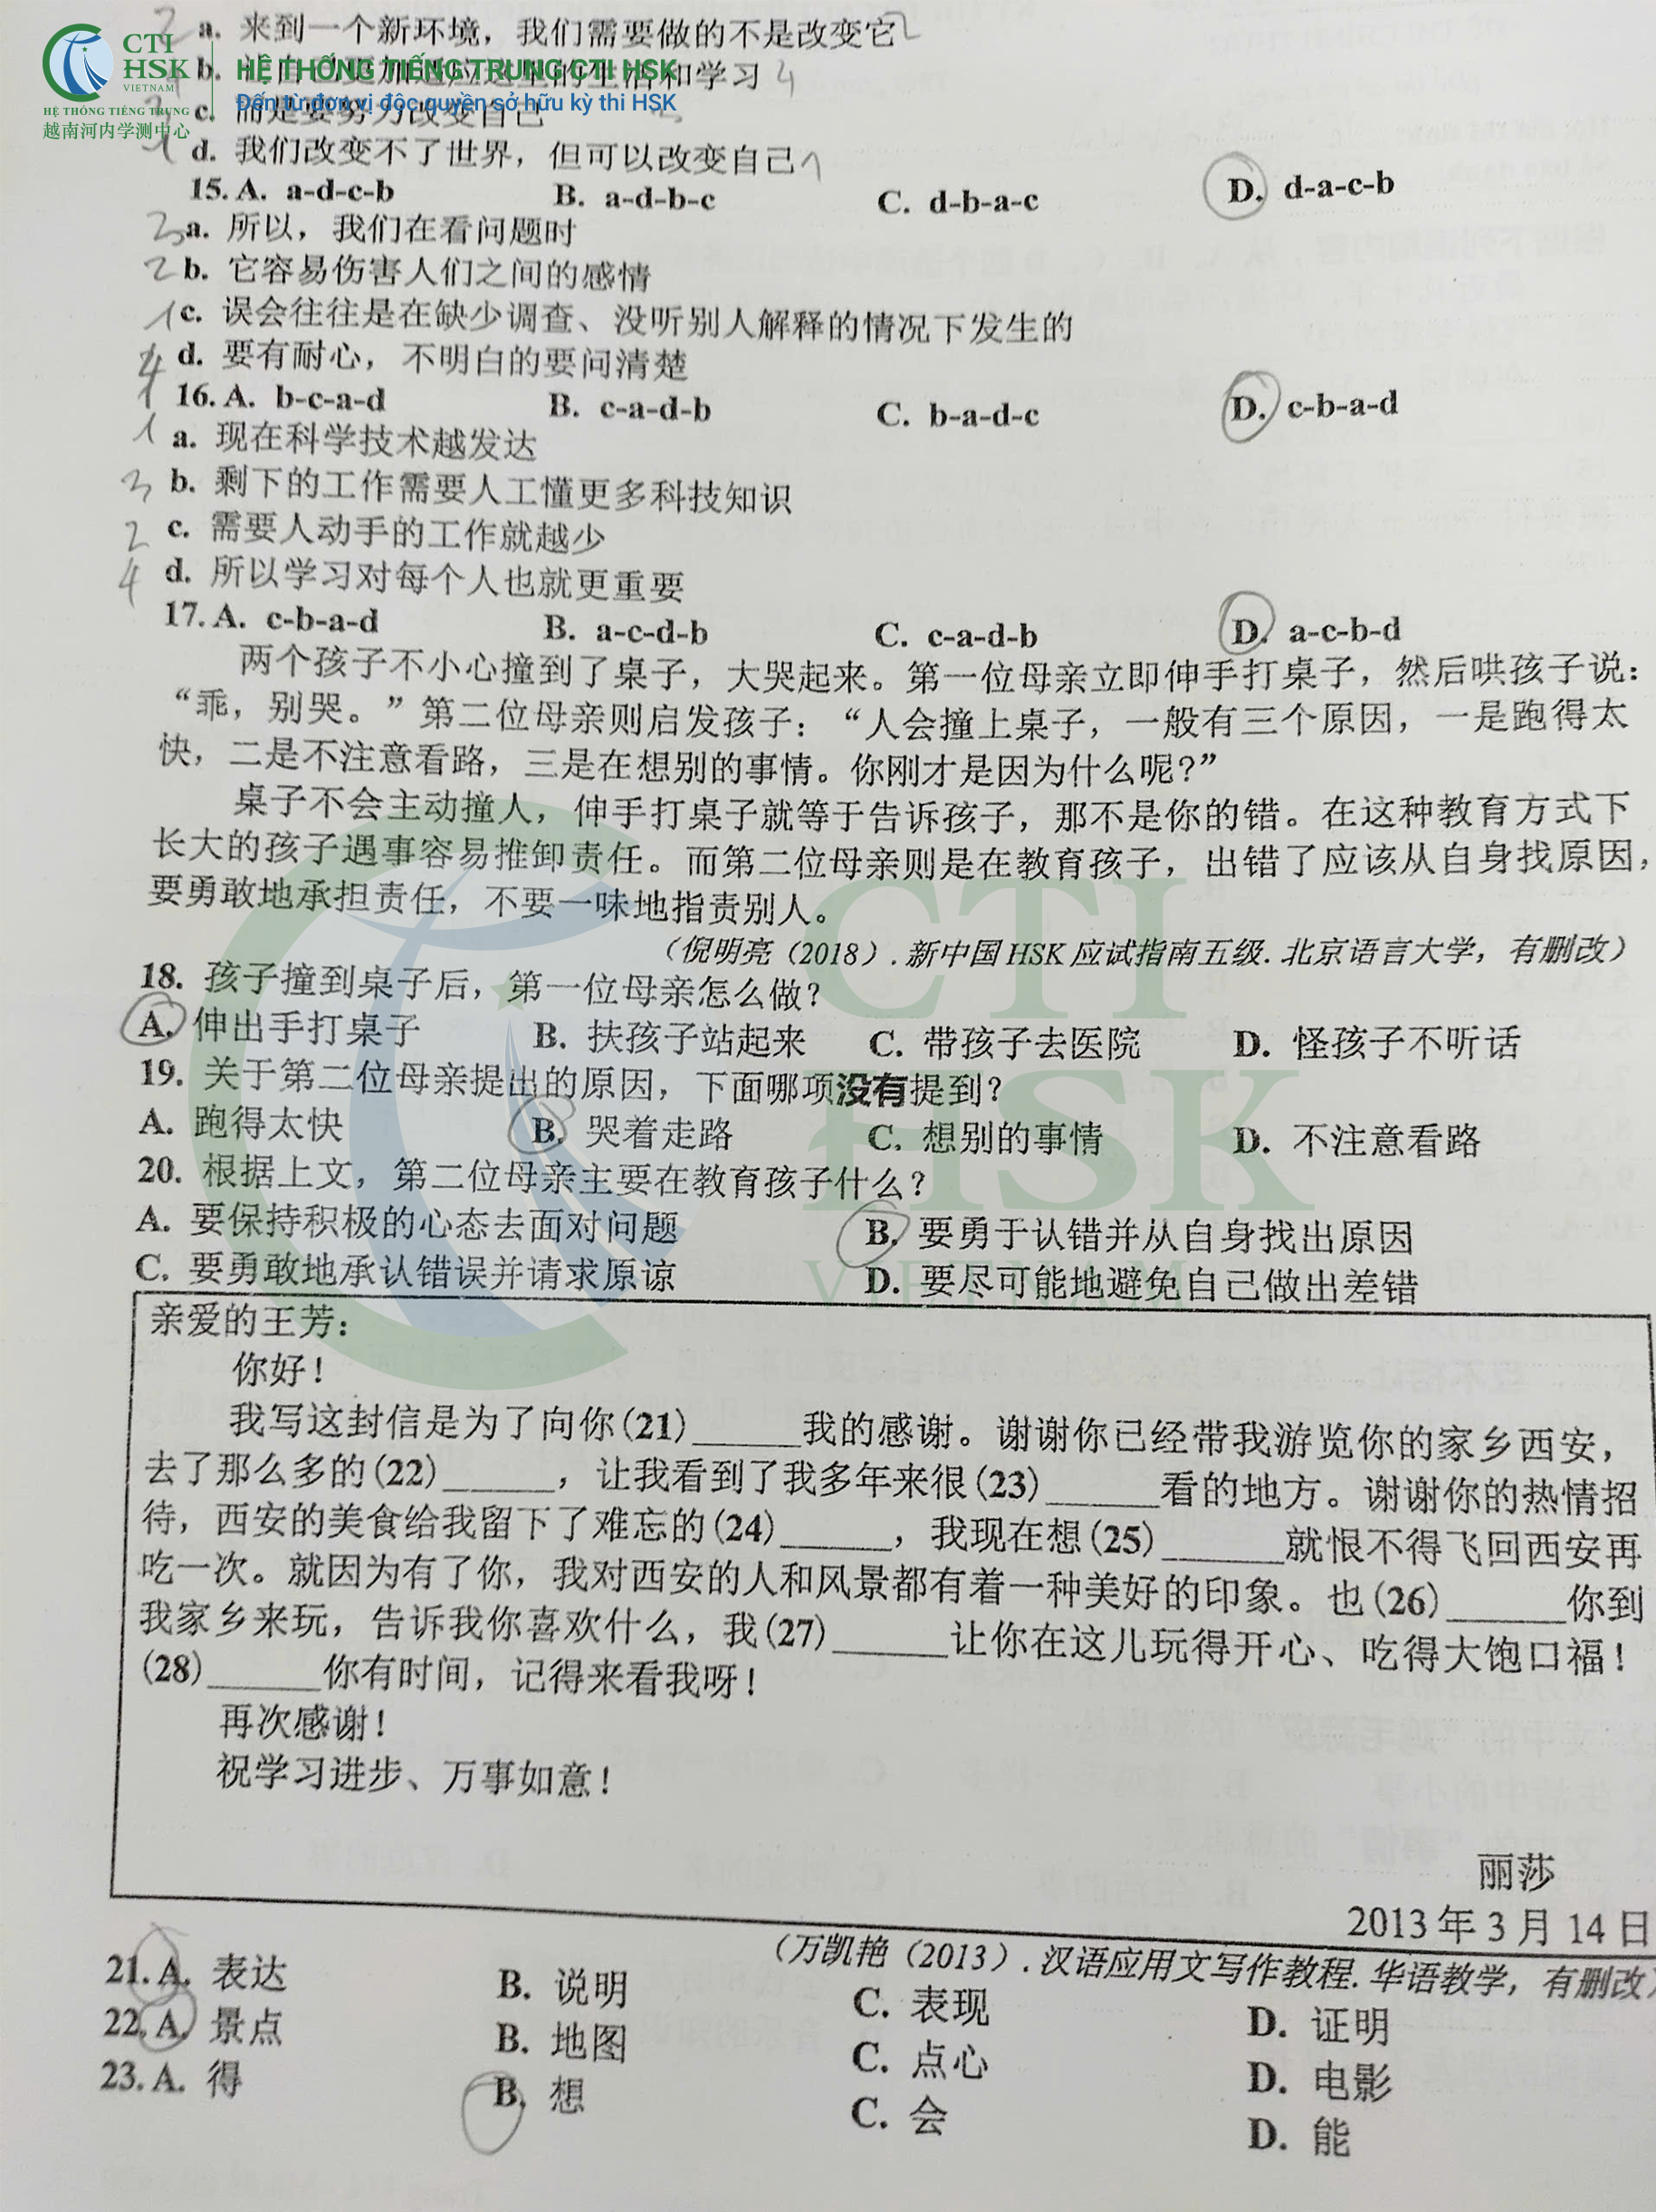 a. 来到一个新环境，我们需要做的不是改变它
CTI
HSK
VIETNAM
HỆ THỐNG TIẾNG TRUNG
越南河内学测中心
HỆ THỐNG TIẾNG TRUNG CTI HSK
Đến từ đơn vị độc quyền sở hữu kỳ thi HSK
b. 的生活和学习
c. 而是要努力改变自己
d. 我们改变不了世界，但可以改变自己
15. A. a-d-c-b B. a-d-b-c C. d-b-a-c D. d-a-c-b
a. 所以，我们在看问题时
b. 它容易伤害人们之间的感情
c. 误会往往是在缺少调查、没听别人解释的情况下发生的
d. 要有耐心，不明白的要问清楚
16. A. b-c-a-d B. c-a-d-b C. b-a-d-c D. c-b-a-d
a. 现在科学技术越发达
b. 剩下的工作需要人工懂更多科技知识
c. 需要人动手的工作就越少
d. 所以学习对每个人也就更重要
17. A. c-b-a-d B. a-c-d-b C. c-a-d-b D. a-c-b-d
两个孩子不小心撞到了桌子，大哭起来。第一位母亲立即伸手打桌子，然后哄孩子说：
“乖，别哭。”第二位母亲则启发孩子：“人会撞上桌子，一般有三个原因，一是跑得太
快，二是不注意看路，三是在想别的事情。你刚才是因为什么呢?”
桌子不会主动撞人，伸手打桌子就等于告诉孩子，那不是你的错。在这种教育方式下
长大的孩子遇事容易推卸责任。而第二位母亲则是在教育孩子，出错了应该从自身找原因，
要勇敢地承担责任，不要一味地指责别人。
（倪明亮（2018）. 新中国 HSK 应试指南五级. 北京语言大学，有删改）
18. 孩子撞到桌子后，第一位母亲怎么做?
A. 伸出手打桌子 B. 扶孩子站起来 C. 带孩子去医院 D. 怪孩子不听话
19. 关于第二位母亲提出的原因，下面哪项没有提到?
A. 跑得太快 B. 哭着走路 C. 想别的事情 D. 不注意看路
20. 根据上文，第二位母亲主要在教育孩子什么?
A. 要保持积极的心态去面对问题 B. 要勇于认错并从自身找出原因
C. 要勇敢地承认错误并请求原谅 D. 要尽可能地避免自己做出差错
CTI
HSK
VIETNAM
亲爱的王芳：
你好！
我写这封信是为了向你(21)______我的感谢。谢谢你已经带我游览你的家乡西安，
去了那么多的(22)______，让我看到了我多年来很(23)______看的地方。谢谢你的热情招
待，西安的美食给我留下了难忘的(24)______，我现在想(25)______就恨不得飞回西安再
吃一次。就因为有了你，我对西安的人和风景都有着一种美好的印象。也(26)______你到
我家乡来玩，告诉我你喜欢什么，我(27)______让你在这儿玩得开心、吃得大饱口福！
(28)______你有时间，记得来看我呀！
再次感谢！
祝学习进步、万事如意！
丽莎
2013 年 3 月 14 日
（万凯艳（2013）. 汉语应用文写作教程. 华语教学，有删改）
21. A. 表达 B. 说明 C. 表现 D. 证明
22. A. 景点 B. 地图 C. 点心 D. 电影
23. A. 得 B. 想 C. 会 D. 能